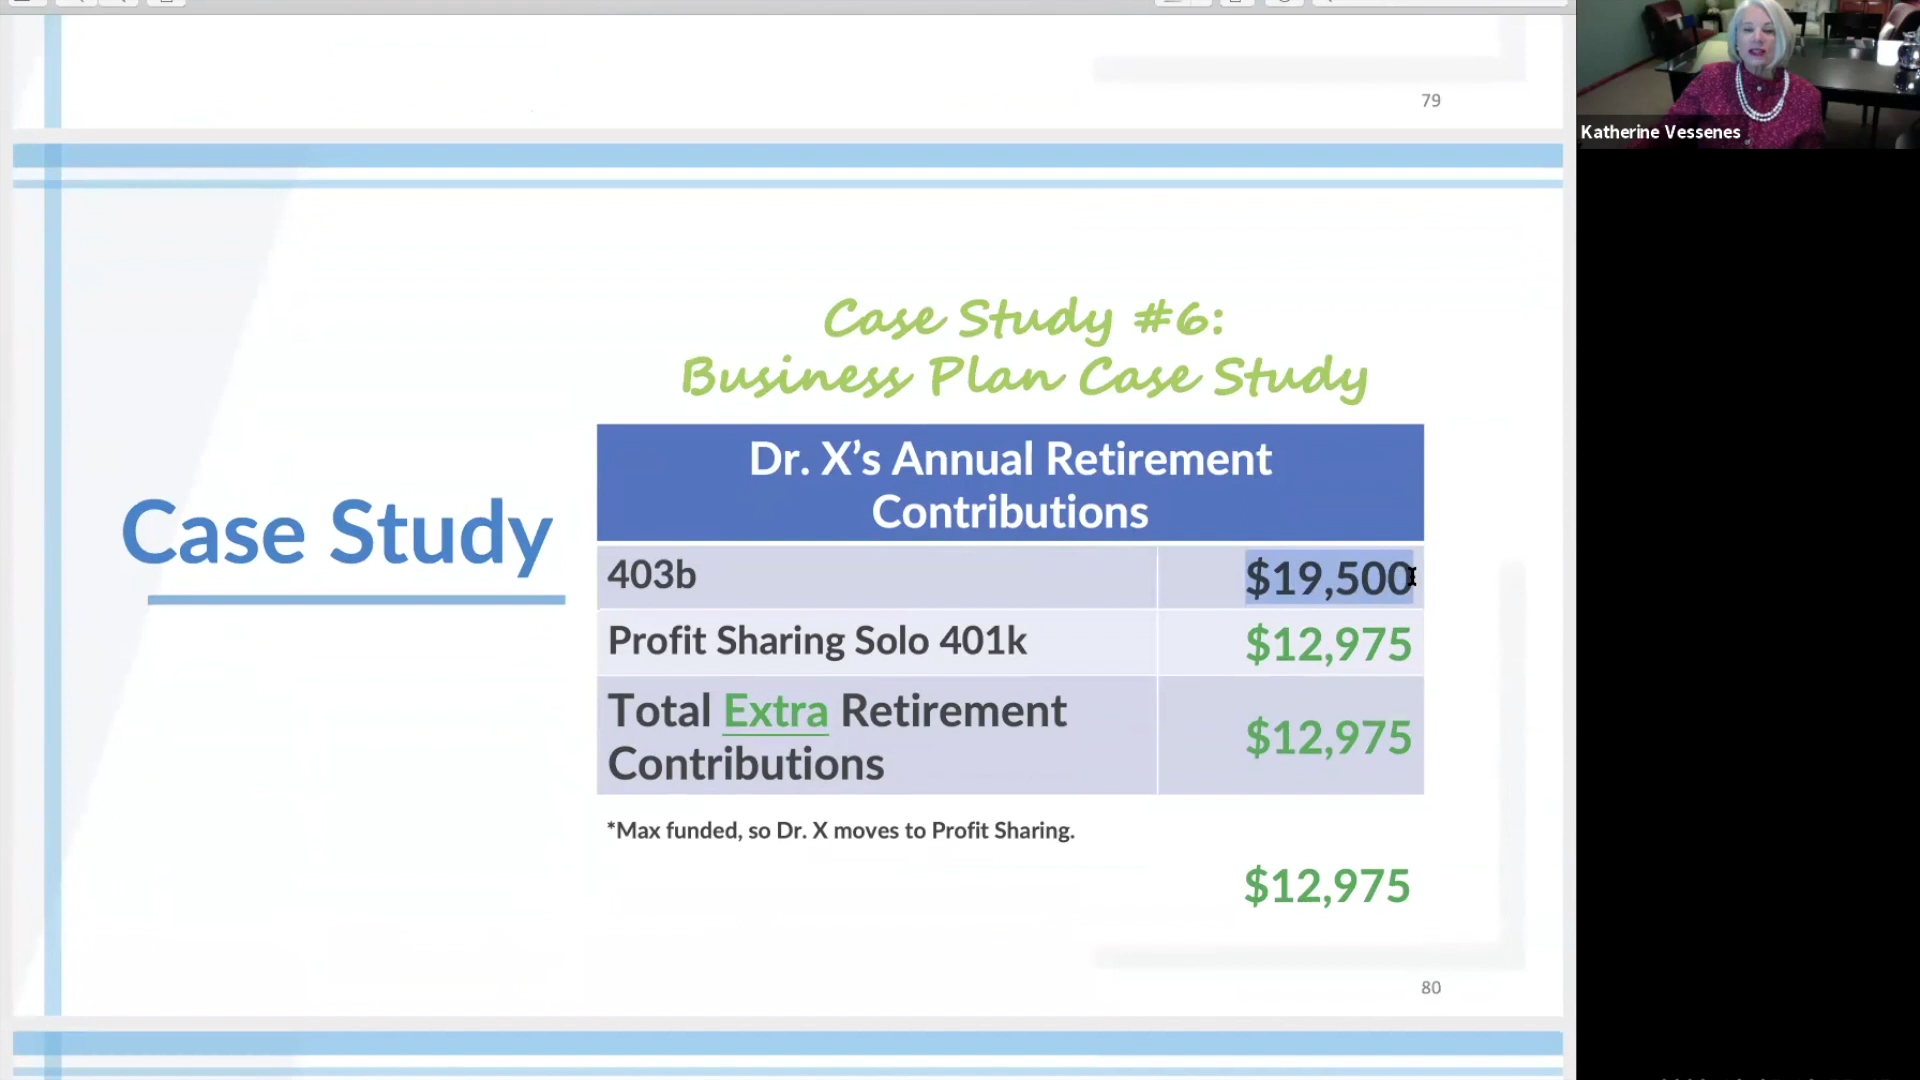 79
Katherine Vessenes
Case Study #6:
Business Plan Case Study
Case Study
Dr. X’s Annual Retirement
Contributions
403b $19,500
Profit Sharing Solo 401k $12,975
Total Extra Retirement
Contributions $12,975
*Max funded, so Dr. X moves to Profit Sharing.
$12,975
80